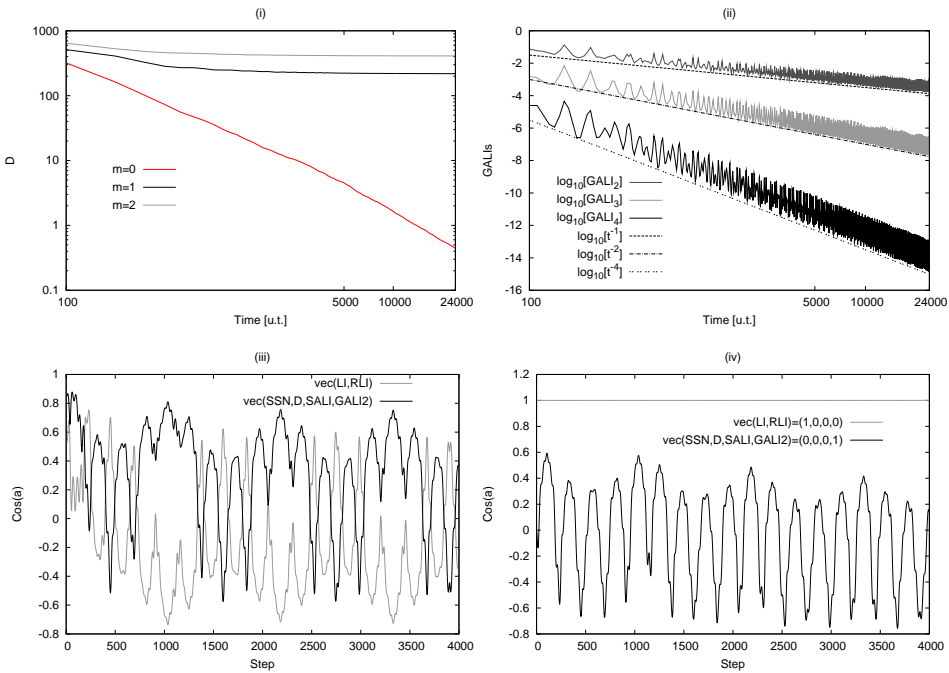 (i)
1000
100
10
1
0.1
D
m=0
m=1
m=2
100
5000
10000
24000
Time [u.t.]
(ii)
0
-2
-4
-6
-8
-10
-12
-14
-16
GALIs
log10[GALI2]
log10[GALI3]
log10[GALI4]
log10[t-1]
log10[t-2]
log10[t-4]
100
5000
10000
24000
Time [u.t.]
(iii)
1
0.8
0.6
0.4
0.2
0
-0.2
-0.4
-0.6
-0.8
Cos(a)
vec(LI,RLI)
vec(SSN,D,SALI,GALI2)
0
500
1000
1500
2000
2500
3000
3500
4000
Step
(iv)
1.2
1
0.8
0.6
0.4
0.2
0
-0.2
-0.4
-0.6
-0.8
Cos(a)
vec(LI,RLI)=(1,0,0,0)
vec(SSN,D,SALI,GALI2)=(0,0,0,1)
0
500
1000
1500
2000
2500
3000
3500
4000
Step